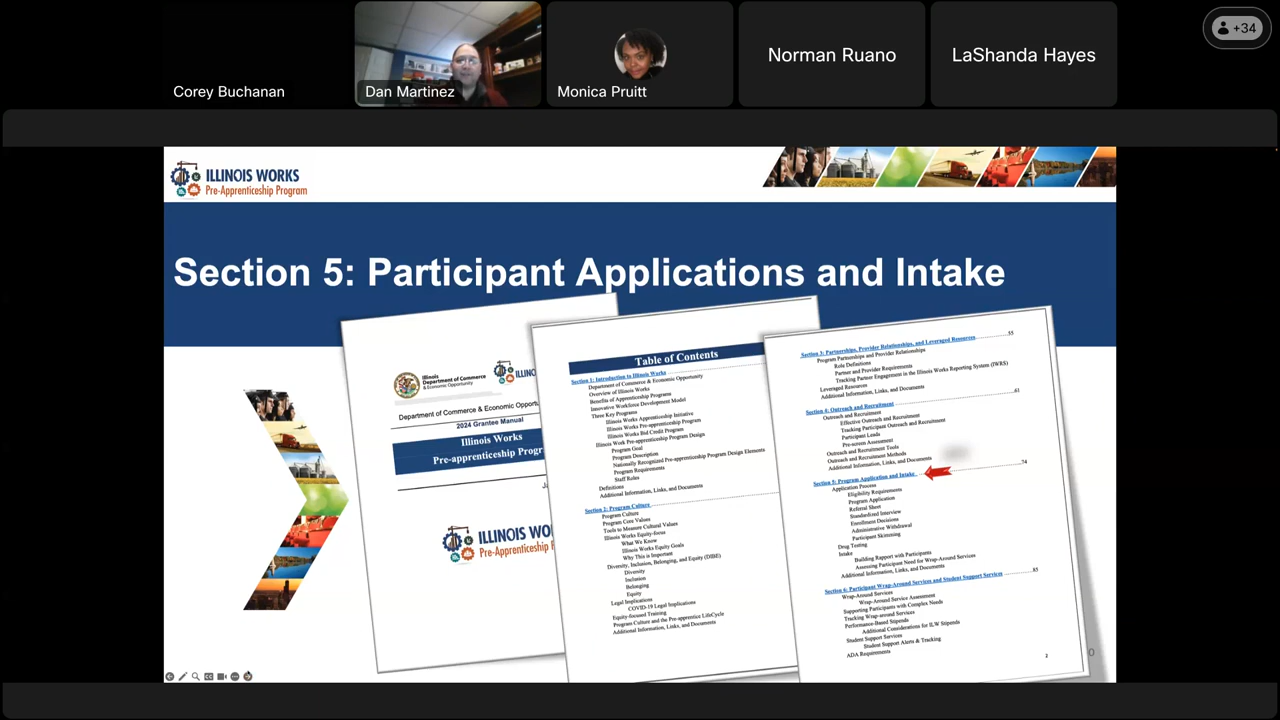 +34
Corey Buchanan
Dan Martinez
Monica Pruitt
Norman Ruano
LaShanda Hayes
ILLINOIS WORKS
Pre-Apprenticeship Program
Section 5: Participant Applications and Intake
Illinois
Department of Commerce
& Economic Opportunity
Department of Commerce & Economic
2024 Grantee Manual
Illinois Works
Pre-apprenticeship
ILLINOIS
Pre-Apprenticeship
Table of Contents
Section 1: Introduction to Illinois Works
Department of Commerce & Economic Opportunity
Overview of Illinois Works
Benefits of Apprenticeship Programs
Innovative Workforce Development Model
Three Key Programs
Illinois Works Apprenticeship Initiative
Illinois Works Pre-apprenticeship Program
Illinois Works Bid Credit Program
Illinois Work Pre-apprenticeship Program Design
Program Goal
Program Description
Nationally Recognized Pre-apprenticeship Program Design Elements
Program Requirements
Staff Roles
Definitions
Additional Information, Links, and Documents
Section 2: Program Culture
Program Culture
Program Core Values
Tools to Measure Cultural Values
Illinois Works Equity-focus
What We Know
Illinois Works Equity Goals
Why This is Important
Diversity, Inclusion, Belonging, and Equity (DIBE)
Diversity
Inclusion
Belonging
Equity
Legal Implications
COVID-19 Legal Implications
Equity-focused Training
Program Culture and the Pre-apprentice LifeCycle
Additional Information, Links, and Documents
Section 3: Partnerships, Provider Relationships, and Leveraged Resources 55
Program Partnerships and Provider Relationships
Role Definitions
Partner and Provider Requirements
Tracking Partner Engagement in the Illinois Works Reporting System (IWRS)
Leveraged Resources
Additional Information, Links, and Documents
Section 4: Outreach and Recruitment 61
Outreach and Recruitment
Effective Outreach and Recruitment
Tracking Participant Outreach and Recruitment
Participant Leads
Pre-screen Assessment
Outreach and Recruitment Tools
Outreach and Recruitment Methods
Additional Information, Links, and Documents
Section 5: Program Application and Intake 74
Application Process
Eligibility Requirements
Program Application
Referral Short
Standardized Interview
Enrollment Decisions
Administrative Withdrawal
Participant Skimming
Drug Testing
Intake
Building Rapport with Participants
Assessing Participant Need for Wrap-Around Services
Additional Information, Links, and Documents
Section 6: Participant Wrap-Around Services and Student Support Services 85
Wrap-Around Services
Wrap-Around Service Assessment
Supporting Participants with Complex Needs
Tracking Wrap-around Services
Performance-Based Stipends
Additional Considerations for ILW Stipends
Student Support Services
Student Support Alerts & Tracking
ADA Requirements
2